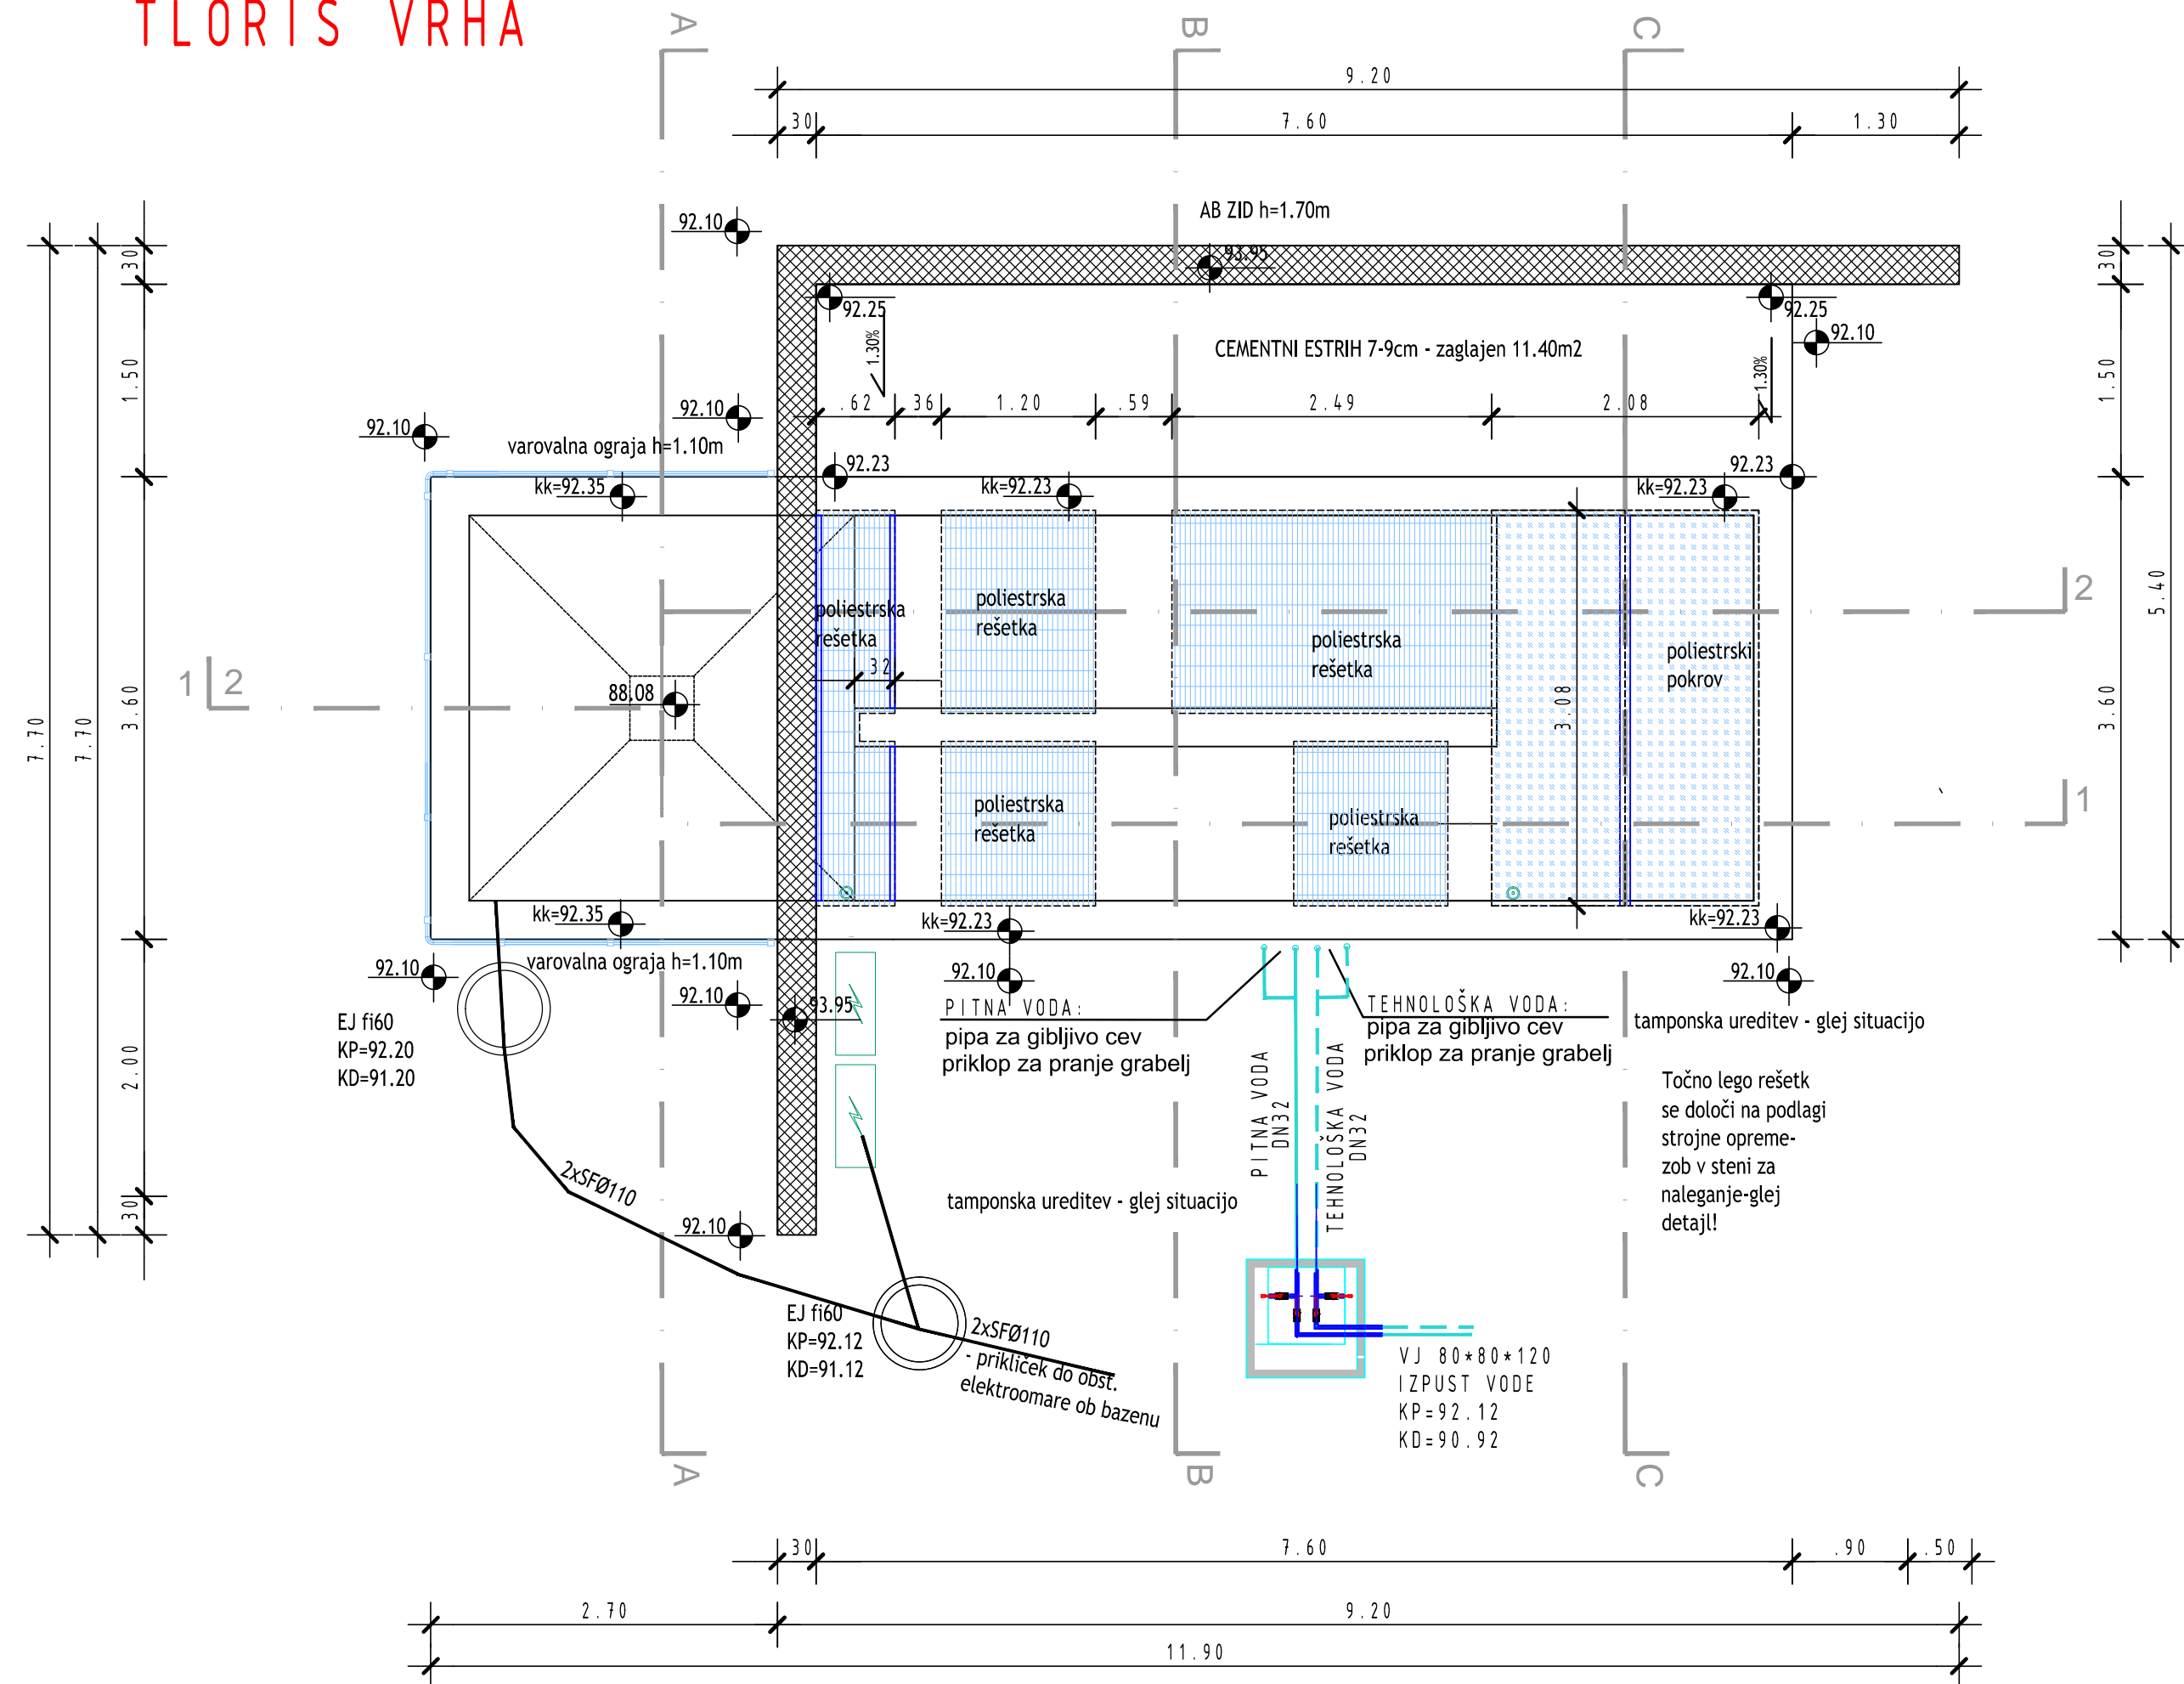 TLORIS VRHA
A
B
C
9.20
30
7.60
1.30
AB ZID h=1.70m
92.10
93.95
30
30
92.25
92.25
92.10
1.30%
1.30%
CEMENTNI ESTRIH 7-9cm - zaglajen 11.40m2
1.50
1.50
.62
.36
1.20
.59
2.49
2.08
92.10
92.10
varovalna ograja h=1.10m
92.23
92.23
kk=92.35
kk=92.23
kk=92.23
poliestrska
rešetka
poliestrska
rešetka
poliestrska
rešetka
poliestrski
pokrov
32
3.08
88.08
1
2
2
1
7.70
7.70
3.60
3.60
5.40
poliestrska
rešetka
poliestrska
rešetka
kk=92.35
kk=92.23
kk=92.23
varovalna ograja h=1.10m
92.10
92.10
92.10
92.10
93.95
EJ fi60
KP=92.20
KD=91.20
PITNA VODA:
pipa za gibljivo cev
priklop za pranje grabelj
TEHNOLOŠKA VODA:
pipa za gibljivo cev
priklop za pranje grabelj
tamponska ureditev - glej situacijo
2.00
PITNA VODA
DN32
TEHNOLOŠKA VODA
DN32
Točno lego rešetk
se določi na podlagi
strojne opreme-
zob v steni za
naleganje-glej
detajl!
2xSFØ110
tamponska ureditev - glej situacijo
30
92.10
EJ fi60
KP=92.12
KD=91.12
2xSFØ110
- prikliček do obst.
elektroomare ob bazenu
VJ 80*80*120
IZPUST VODE
KP=92.12
KD=90.92
A
B
C
30
7.60
.90
.50
2.70
9.20
11.90